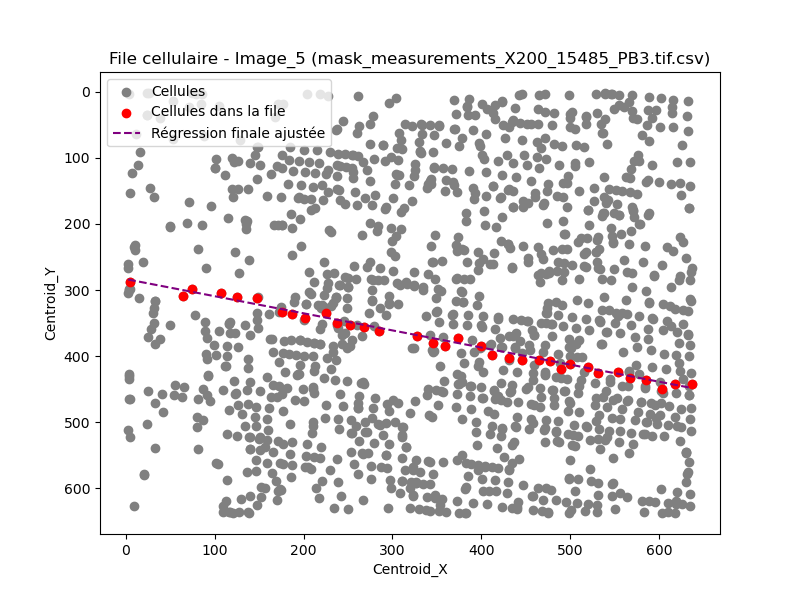 File cellulaire - Image_5 (mask_measurements_X200_15485_PB3.tif.csv)
Cellules
Cellules dans la file
Régression finale ajustée
0
100
200
300
400
500
600
Centroid_Y
0 100 200 300 400 500 600
Centroid_X